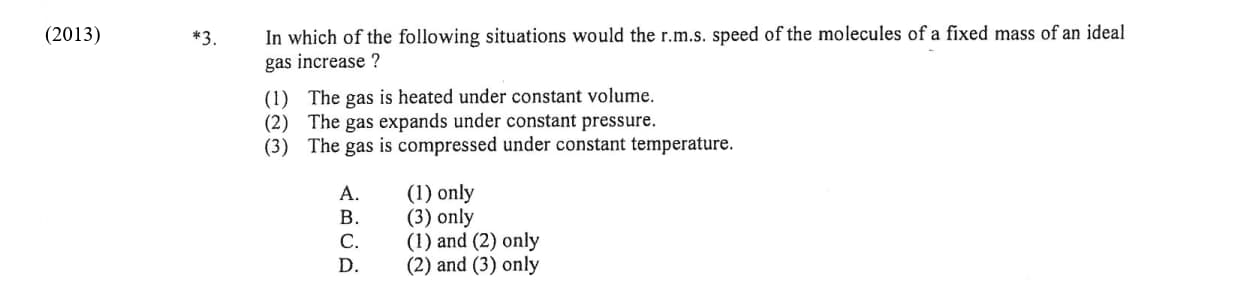 (2013) *3. In which of the following situations would the r.m.s. speed of the molecules of a fixed mass of an ideal
gas increase ?
(1) The gas is heated under constant volume.
(2) The gas expands under constant pressure.
(3) The gas is compressed under constant temperature.
A. (1) only
B. (3) only
C. (1) and (2) only
D. (2) and (3) only